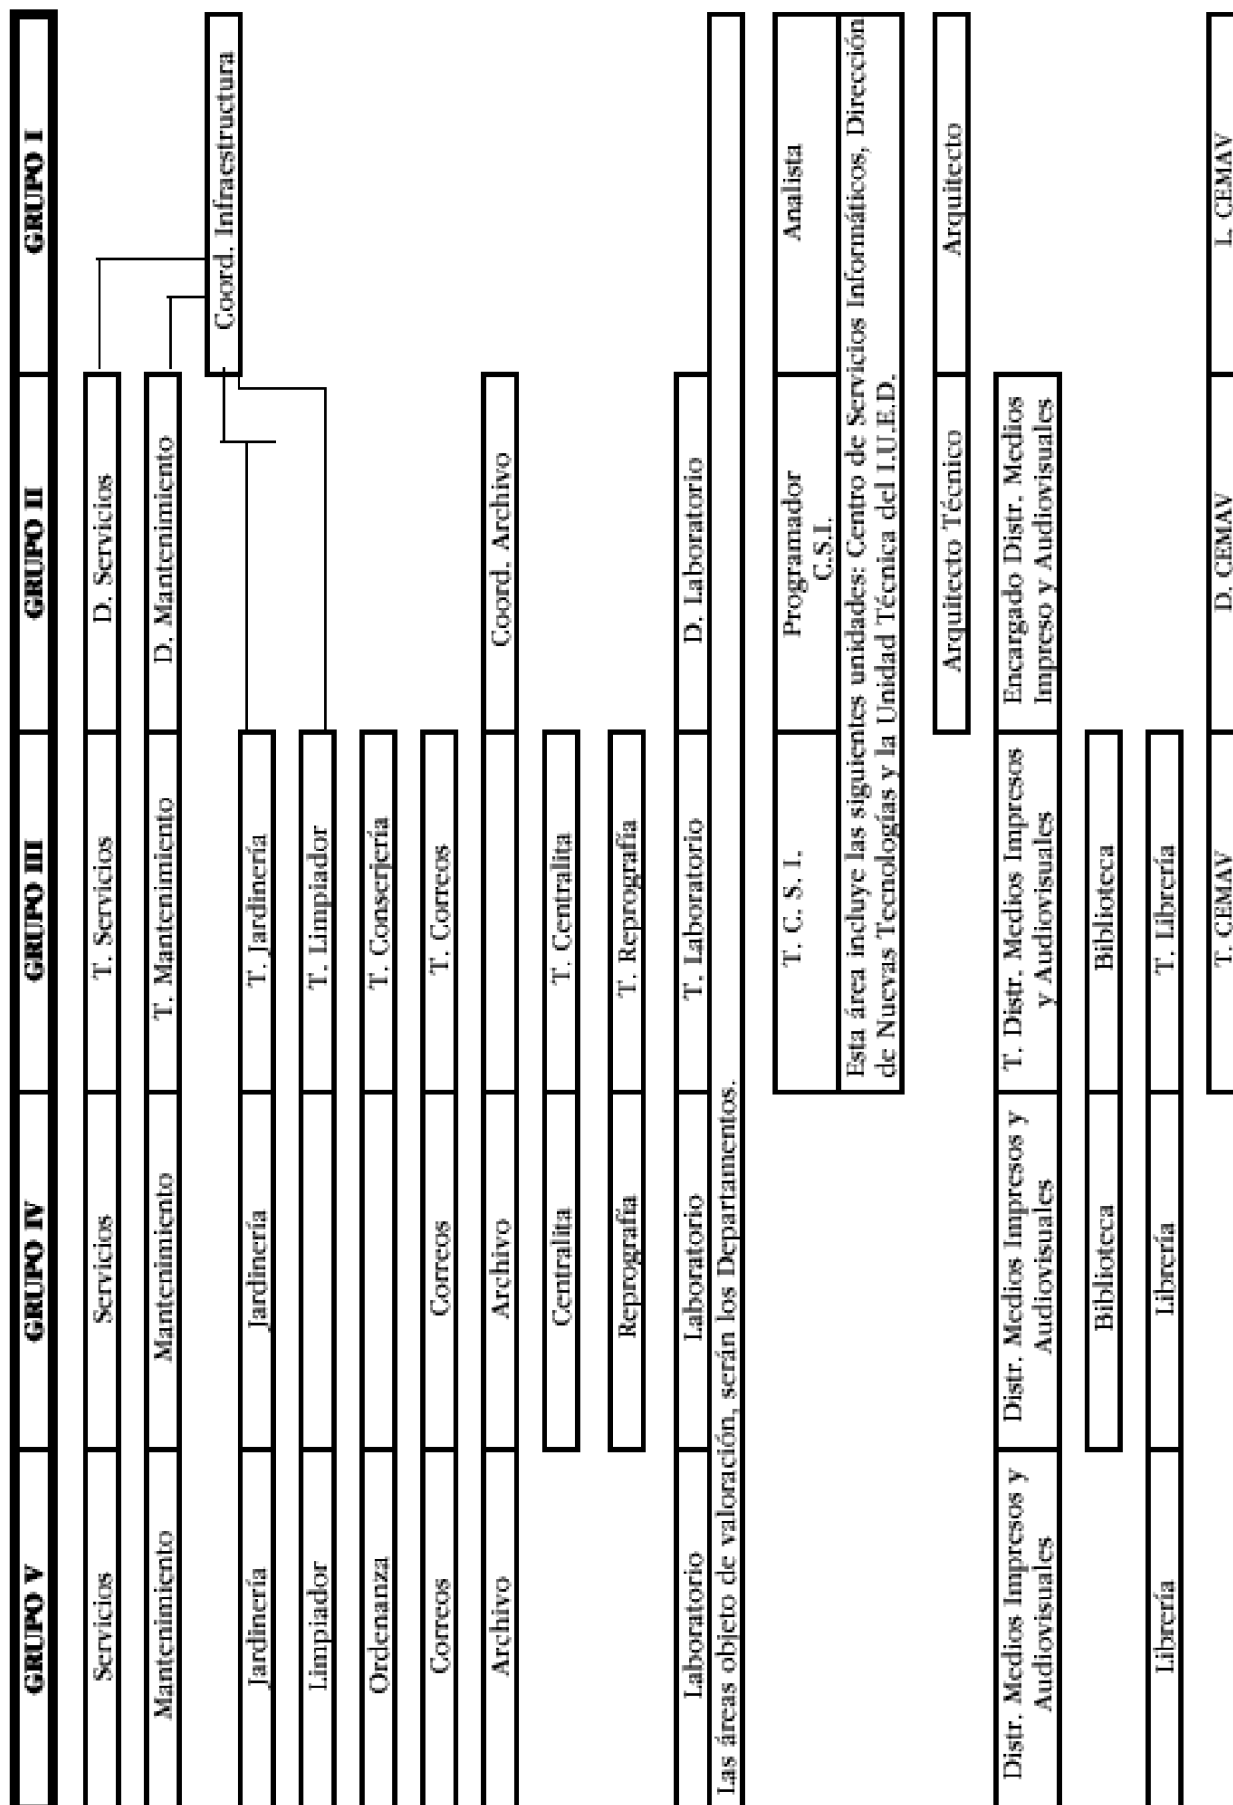 GRUPO V GRUPO IV GRUPO III GRUPO II GRUPO I
Servicios Servicios T. Servicios D. Servicios
Mantenimiento Mantenimiento T. Mantenimiento D. Mantenimiento
Coord. Infraestructura
Jardinería Jardinería T. Jardinería
Limpiador T. Limpiador
Ordenanza T. Conserjería
Correos Correos T. Correos
Archivo Archivo Coord. Archivo
Centralita T. Centralita
Reprografía T. Reprografía
Laboratorio Laboratorio T. Laboratorio D. Laboratorio
Las áreas objeto de valoración, serán los Departamentos.
T. C. S. I. Programador Analista
C.S.I.
Esta área incluye las siguientes unidades: Centro de Servicios Informáticos, Dirección
de Nuevas Tecnologías y la Unidad Técnica del I.U.E.D.
Arquitecto Técnico Arquitecto
Distr. Medios Impresos y Distr. Medios Impresos y T. Distr. Medios Impresos Encargado Distr. Medios
Audiovisuales Audiovisuales y Audiovisuales Impreso y Audiovisuales
Biblioteca Biblioteca
Librería Librería T. Librería
T. CEMAV D. CEMAV L. CEMAV